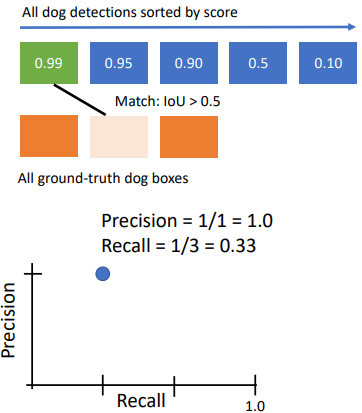 All dog detections sorted by score
0.99 0.95 0.90 0.5 0.10
Match: IoU > 0.5
All ground-truth dog boxes
Precision = 1/1 = 1.0
Recall = 1/3 = 0.33
Precision
Recall
1.0